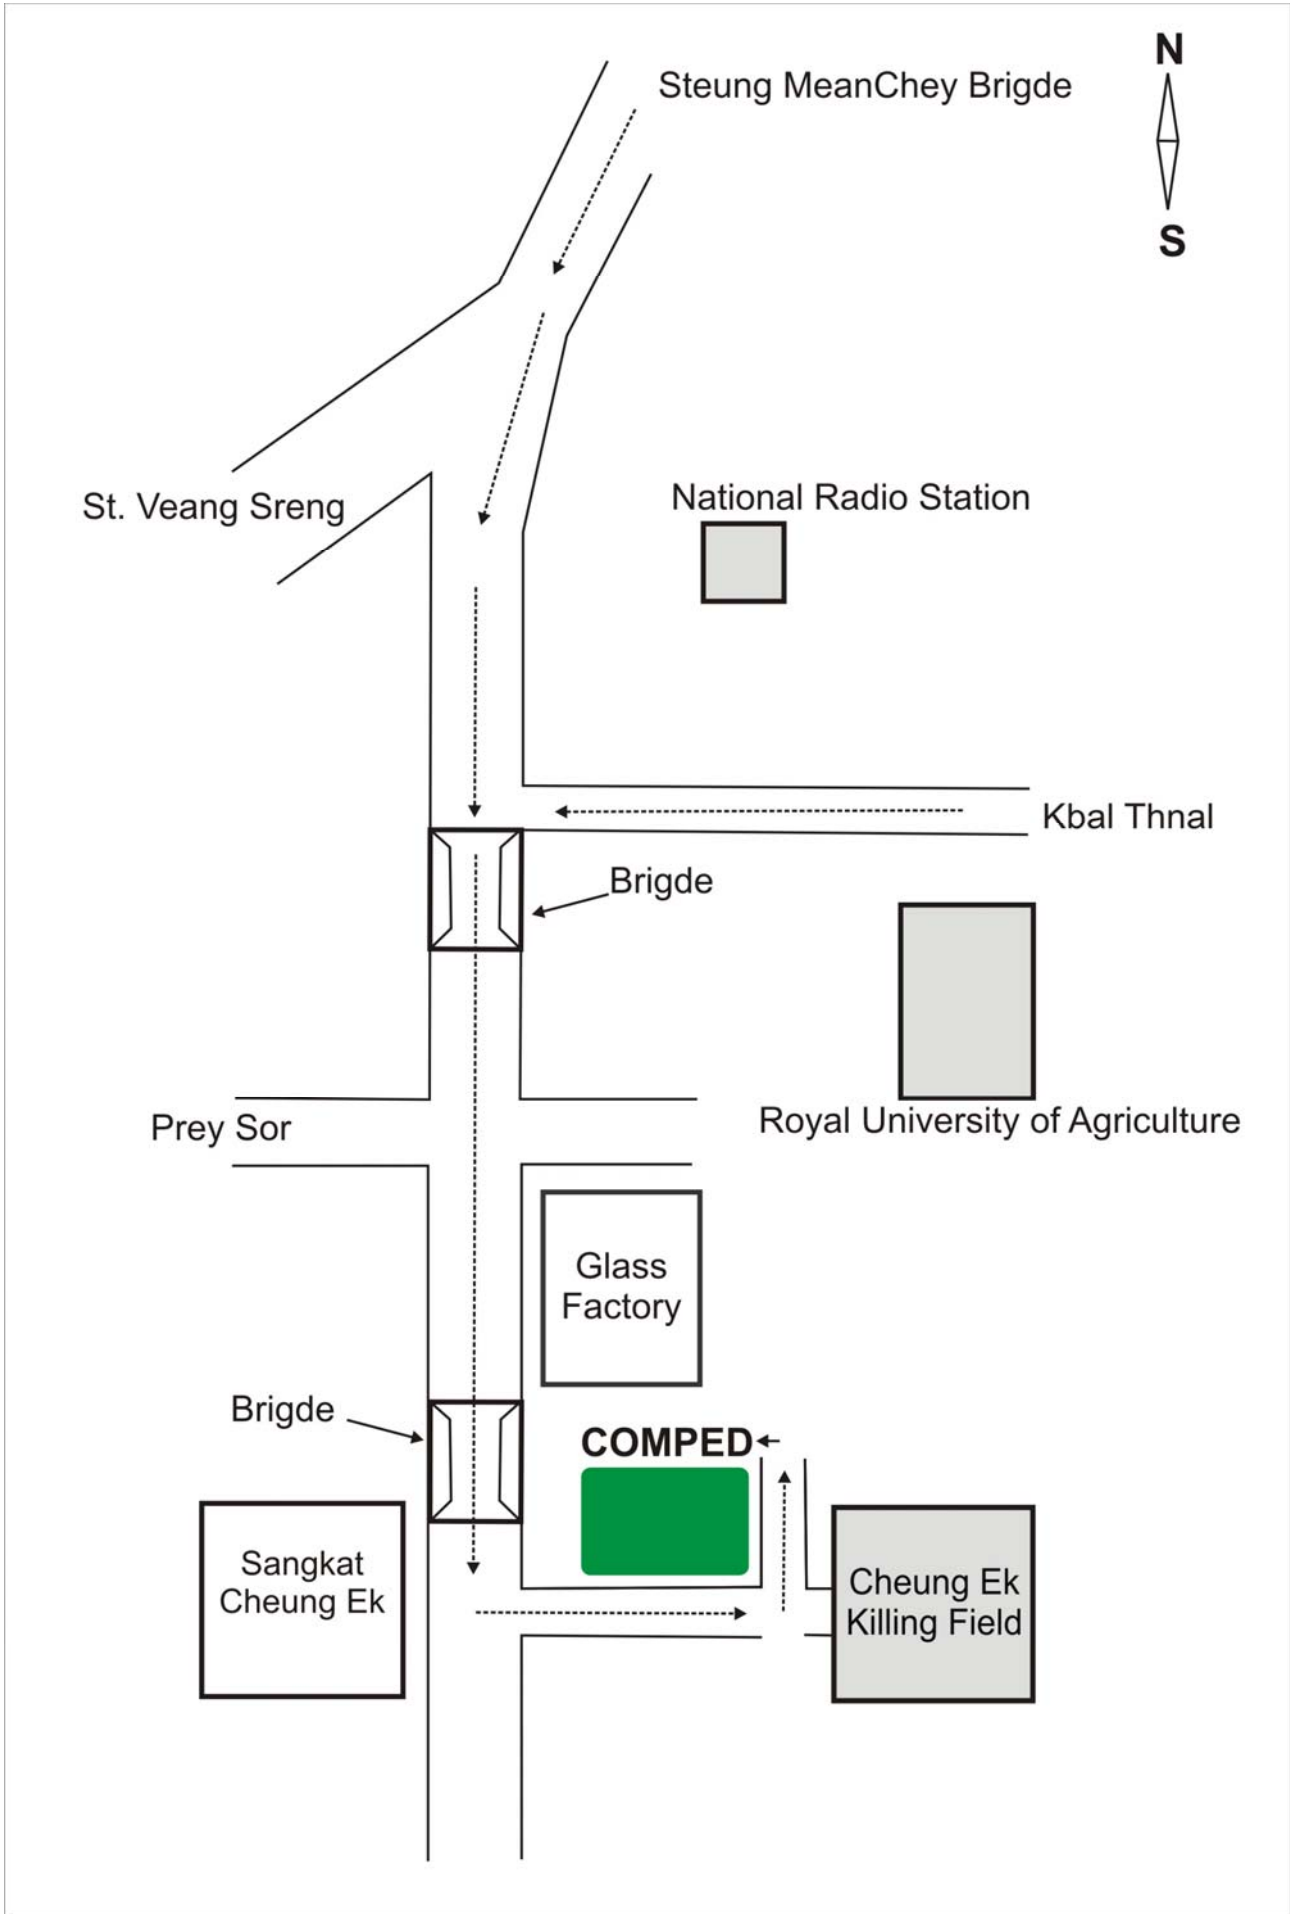 N
Steung MeanChey Brigde
S
National Radio Station
St. Veang Sreng
Kbal Thnal
Brigde
Royal University of Agriculture
Prey Sor
Glass
Factory
Brigde
COMPED
Sangkat
Cheung Ek
Cheung Ek
Killing Field